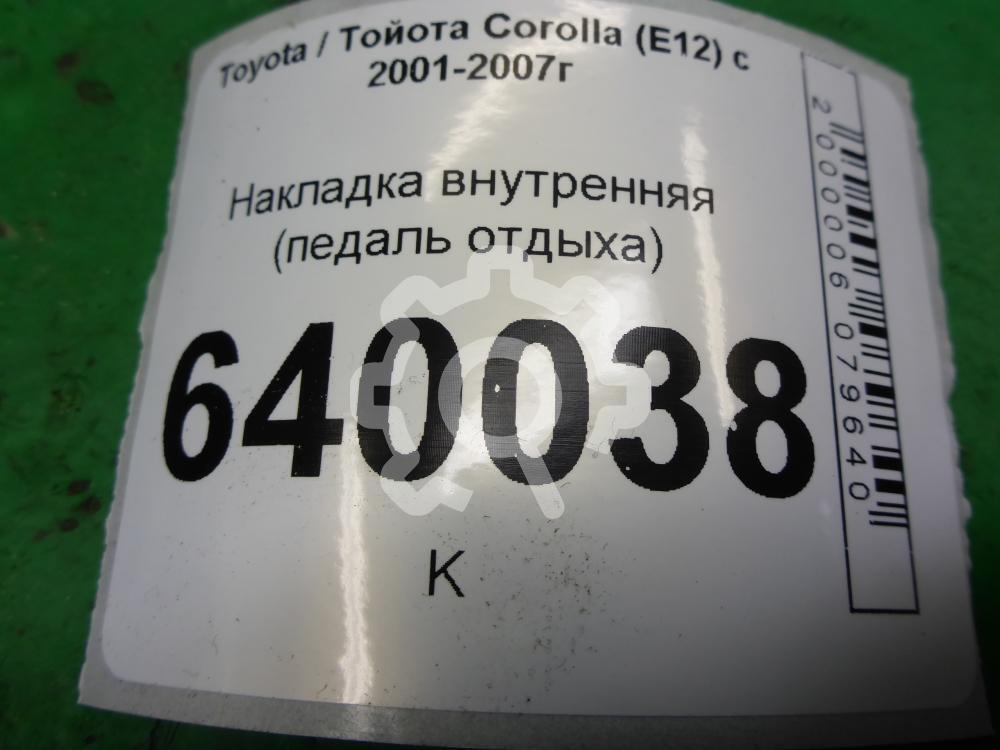 Toyota / Тойота Corolla (E12) с
2001-2007г
Накладка внутренняя
(педаль отдыха)
640038
К
2000006079640